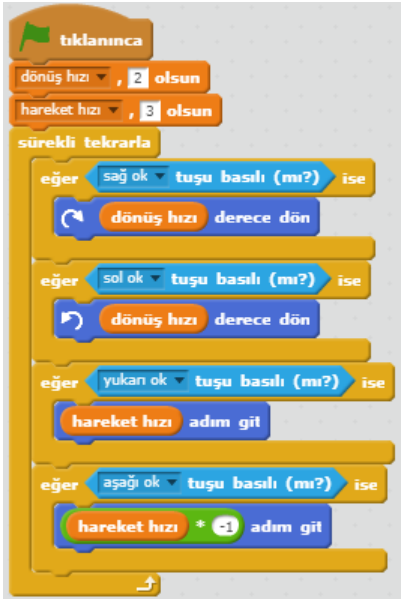 tıklanınca
dönüş hızı , 2 olsun
hareket hızı , 3 olsun
sürekli tekrarla
eğer sağ ok tuşu basılı (mı?) ise
dönüş hızı derece dön
eğer sol ok tuşu basılı (mı?) ise
dönüş hızı derece dön
eğer yukarı ok tuşu basılı (mı?) ise
hareket hızı adım git
eğer aşağı ok tuşu basılı (mı?) ise
hareket hızı * -1 adım git